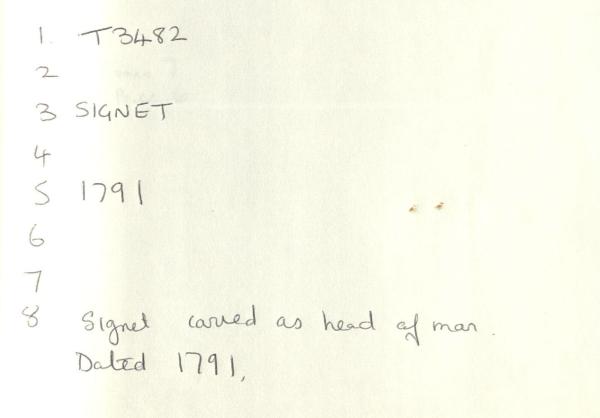 1. T3482
2
3 SIGNET
4
5 1791
6
7
8 Signet carved as head of man.
Dated 1791,